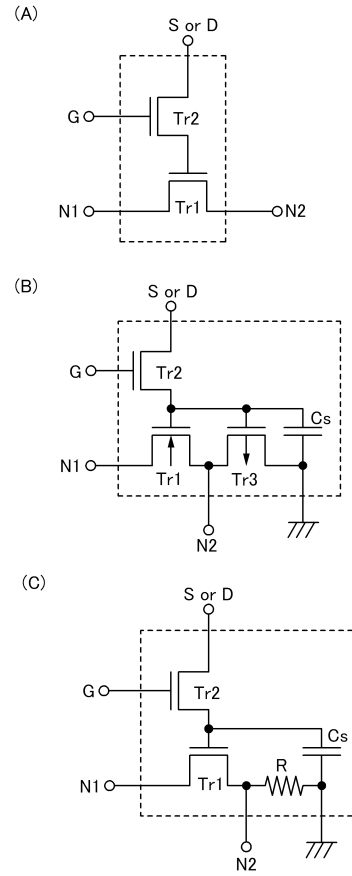 (A)
S or D
G
Tr2
N1
Tr1
N2
(B)
S or D
G
Tr2
Cs
N1
Tr1
Tr3
N2
(C)
S or D
G
Tr2
Cs
R
N1
Tr1
N2